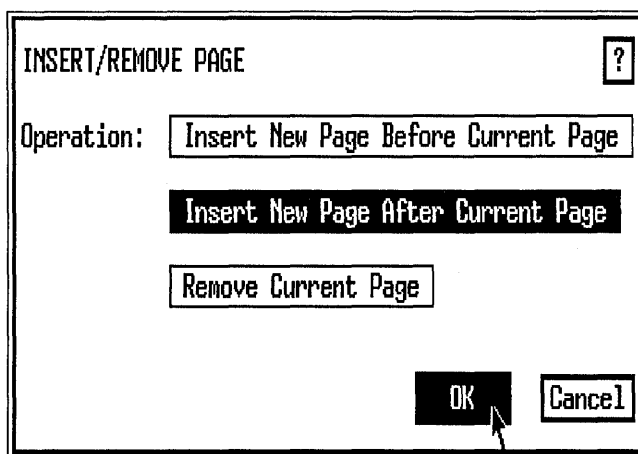 INSERT/REMOVE PAGE ?
Operation: Insert New Page Before Current Page
Insert New Page After Current Page
Remove Current Page
OK Cancel